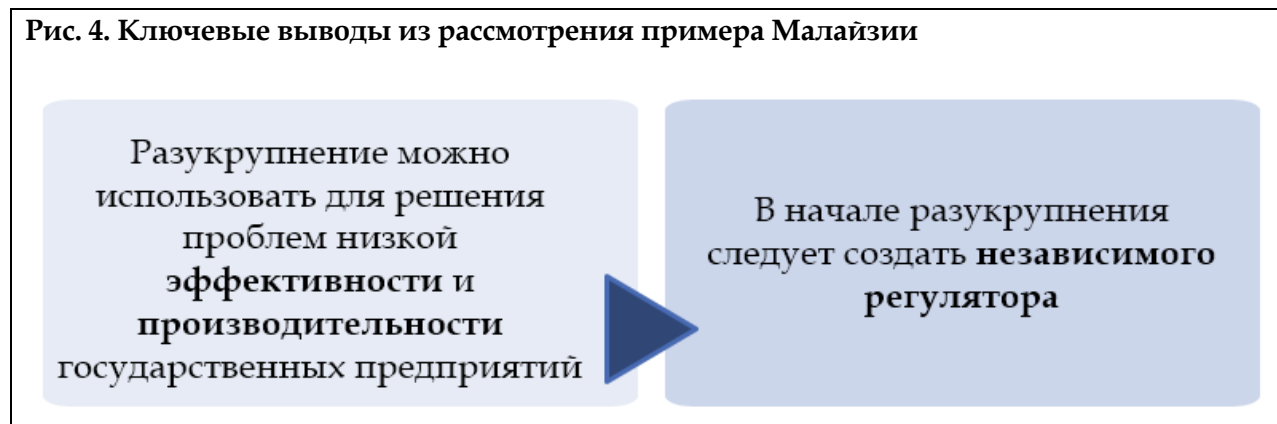 Рис. 4. Ключевые выводы из рассмотрения примера Малайзии
Разукрупнение можно
использовать для решения
проблем низкой
эффективности и
производительности
государственных предприятий
В начале разукрупнения
следует создать независимого
регулятора